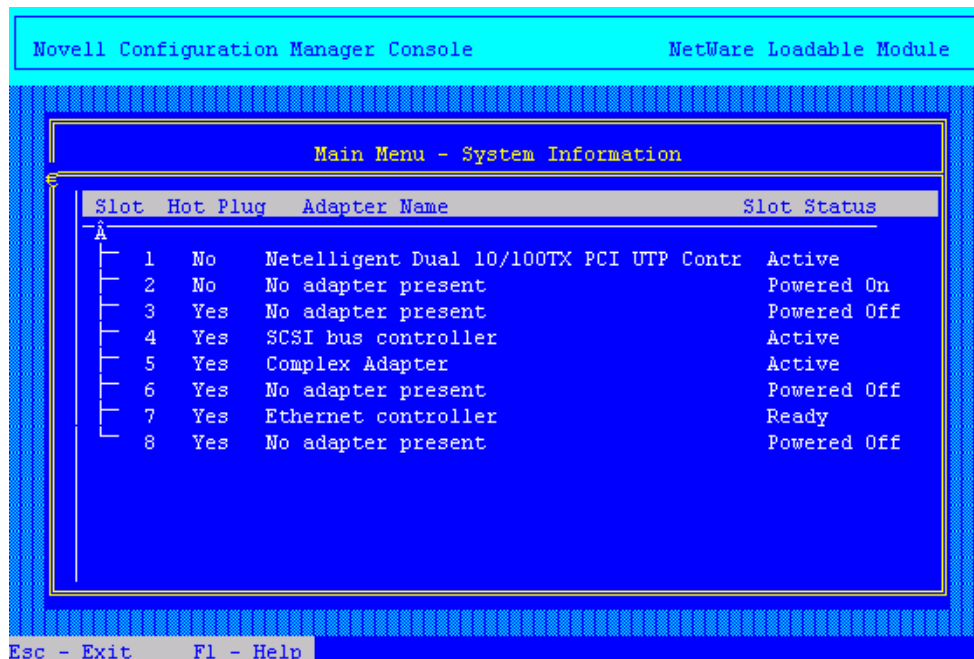 Novell Configuration Manager Console NetWare Loadable Module
Main Menu - System Information
Slot Hot Plug Adapter Name Slot Status
1 No Netelligent Dual 10/100TX PCI UTP Contr Active
2 No No adapter present Powered On
3 Yes No adapter present Powered Off
4 Yes SCSI bus controller Active
5 Yes Complex Adapter Active
6 Yes No adapter present Powered Off
7 Yes Ethernet controller Ready
8 Yes No adapter present Powered Off
Esc - Exit F1 - Help